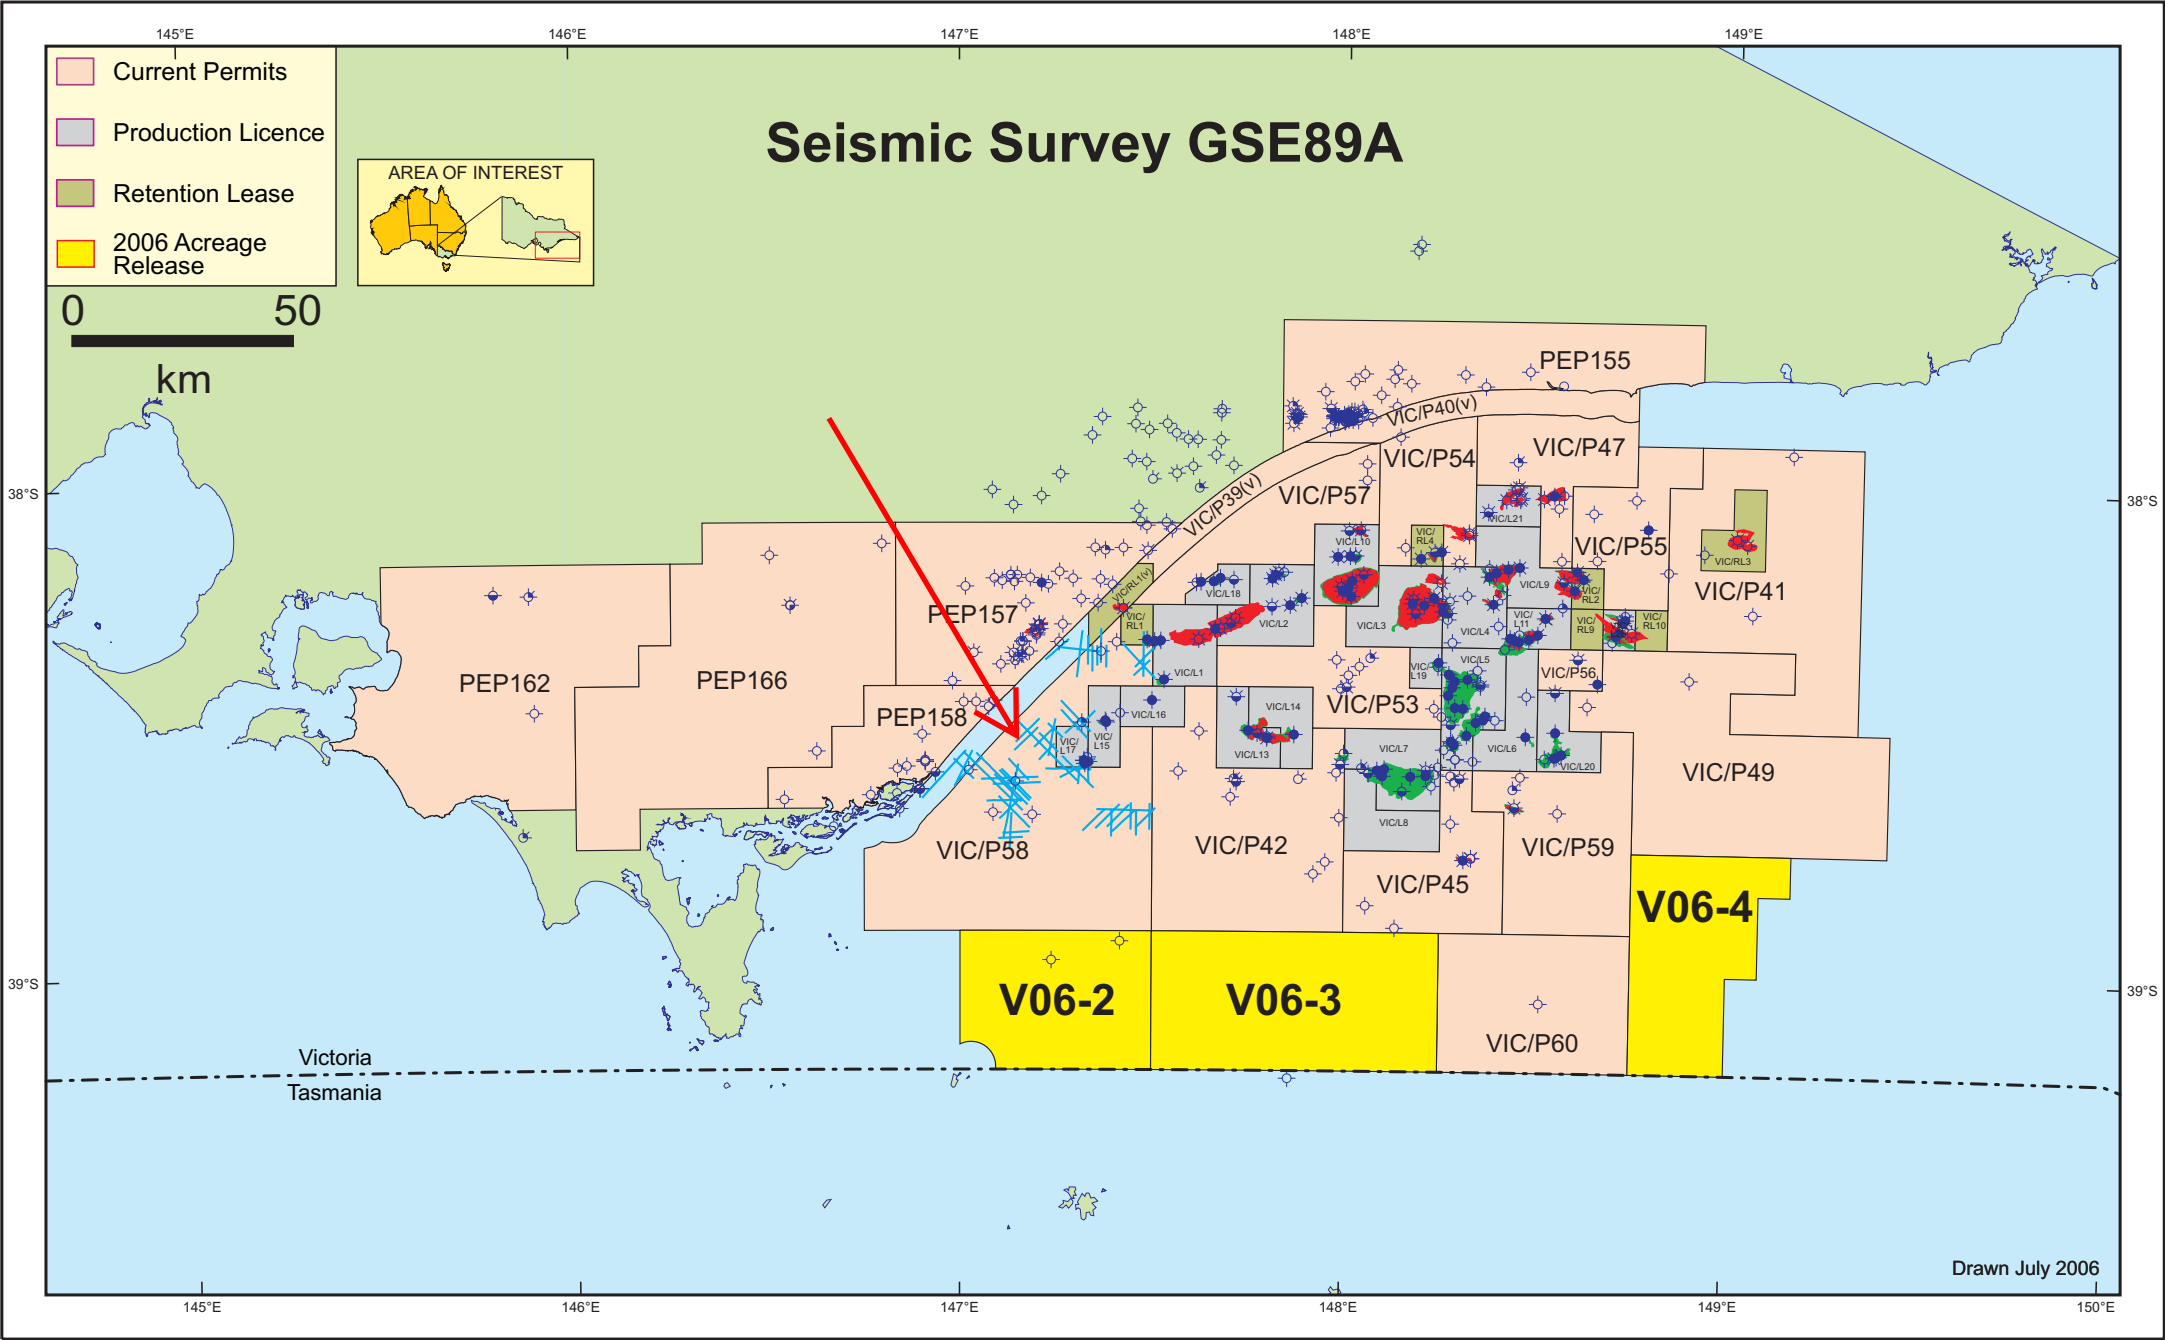 145°E
146°E
147°E
148°E
149°E
Current Permits
Production Licence
Retention Lease
2006 Acreage
Release
AREA OF INTEREST
Seismic Survey GSE89A
0 50
km
PEP155
VIC/P40(v)
VIC/P47
VIC/P54
VIC/P57
VIC/P39(v)
38°S
38°S
VIC/L21
VIC/L10
VIC/
RL4
VIC/P55
VIC/RL3
VIC/P41
VIC/RL1(v)
VIC/L18
VIC/L9
VIC/
RL2
PEP157
VIC/
RL1
VIC/L2
VIC/L3
VIC/L4
VIC/
L11
VIC/
RL9
VIC/
RL10
PEP162
PEP166
VIC/L1
VIC/
L19
VIC/L5
VIC/P56
PEP158
VIC/L16
VIC/L14
VIC/P53
VIC/
L17
VIC/
L15
VIC/L13
VIC/L7
VIC/L6
VIC/L20
VIC/P49
VIC/L8
VIC/P58
VIC/P42
VIC/P59
VIC/P45
V06-4
V06-2
V06-3
39°S
39°S
VIC/P60
Victoria
Tasmania
Drawn July 2006
145°E
146°E
147°E
148°E
149°E
150°E